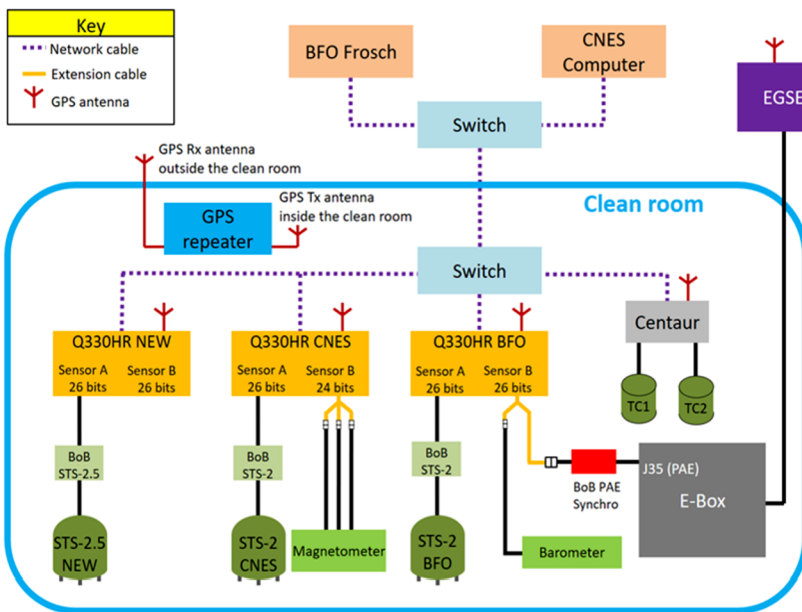 Key
Network cable
Extension cable
GPS antenna
BFO Frosch
CNES
Computer
EGSE
Switch
GPS Rx antenna
outside the clean room
GPS Tx antenna
inside the clean room
GPS
repeater
Clean room
Switch
Q330HR NEW
Sensor A
26 bits
Sensor B
26 bits
Q330HR CNES
Sensor A
26 bits
Sensor B
24 bits
Q330HR BFO
Sensor A
26 bits
Sensor B
26 bits
Centaur
TC1
TC2
BoB
STS-2.5
BoB
STS-2
BoB
STS-2
BoB PAE
Synchro
J35 (PAE)
E-Box
STS-2.5
NEW
STS-2
CNES
Magnetometer
STS-2
BFO
Barometer